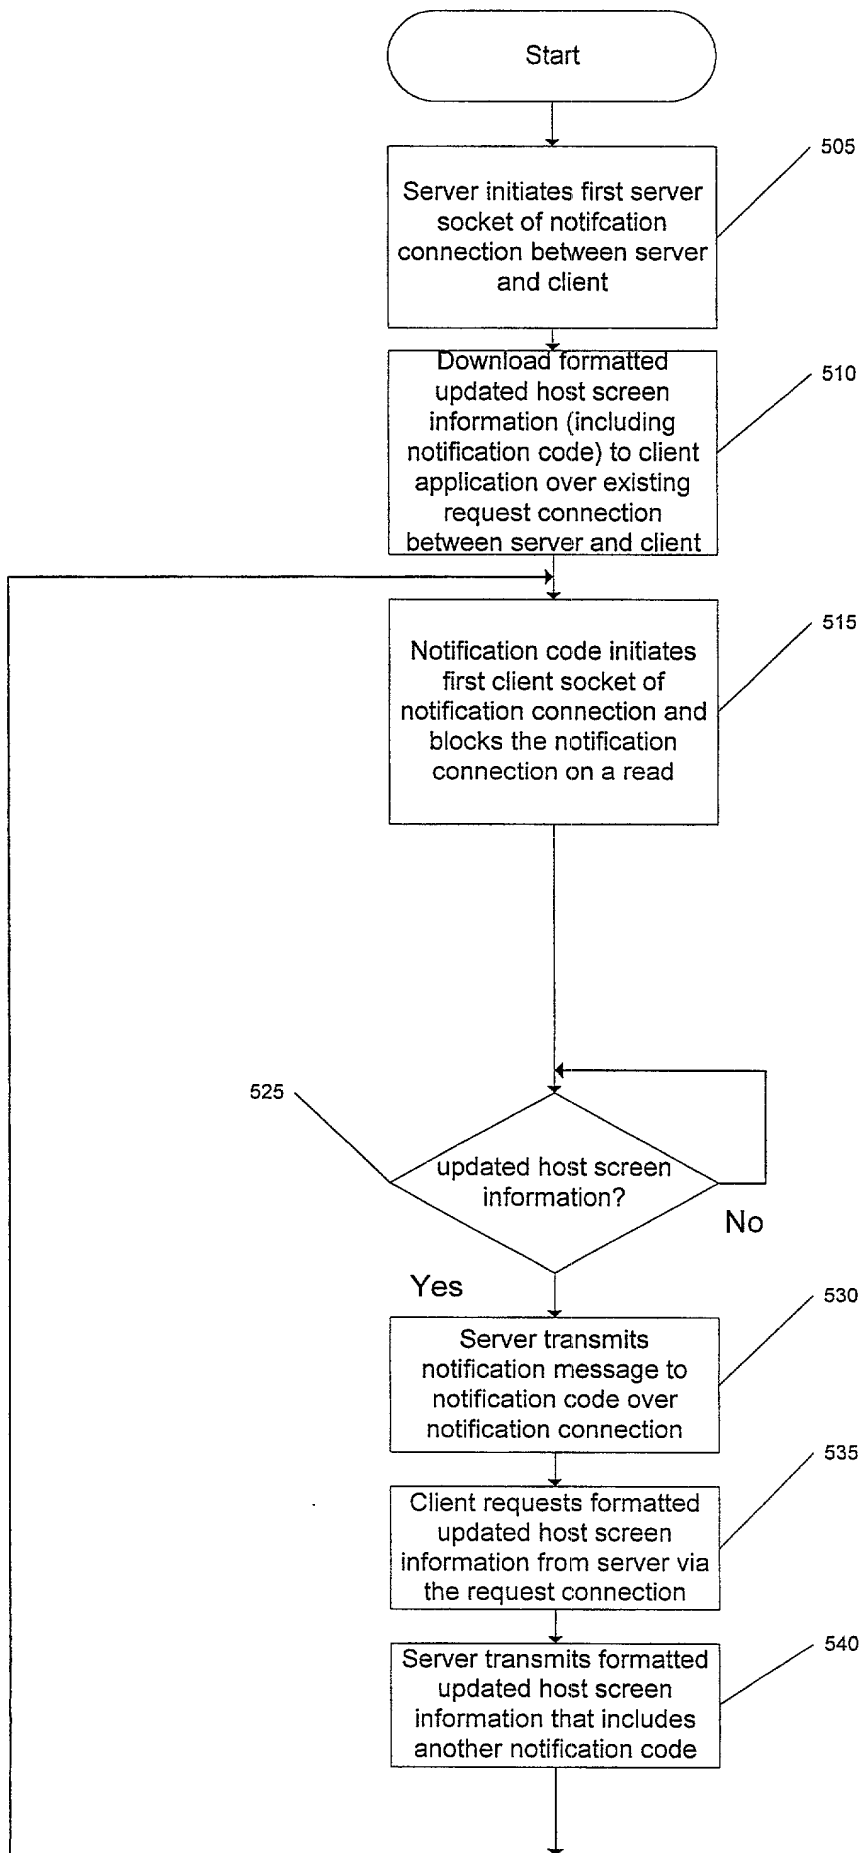 Start
505
Server initiates first server
socket of notifcation
connection between server
and client
510
Download formatted
updated host screen
information (including
notification code) to client
application over existing
request connection
between server and client
515
Notification code initiates
first client socket of
notification connection and
blocks the notification
connection on a read
525
updated host screen
information?
No
Yes
530
Server transmits
notification message to
notification code over
notification connection
535
Client requests formatted
updated host screen
information from server via
the request connection
540
Server transmits formatted
updated host screen
information that includes
another notification code